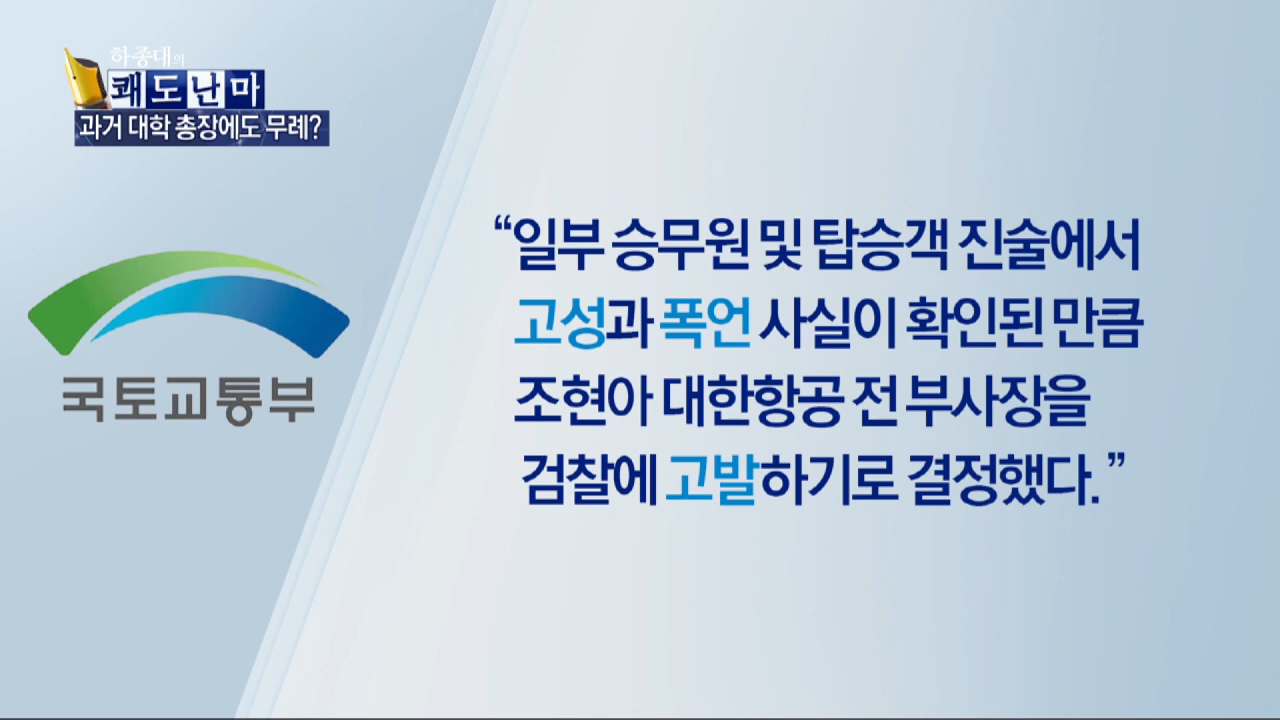 하종대의
쾌도난마
과거 대학 총장에도 무례?
국토교통부
“일부 승무원 및 탑승객 진술에서
고성과 폭언 사실이 확인된 만큼
조현아 대한항공 전 부사장을
검찰에 고발하기로 결정했다.”